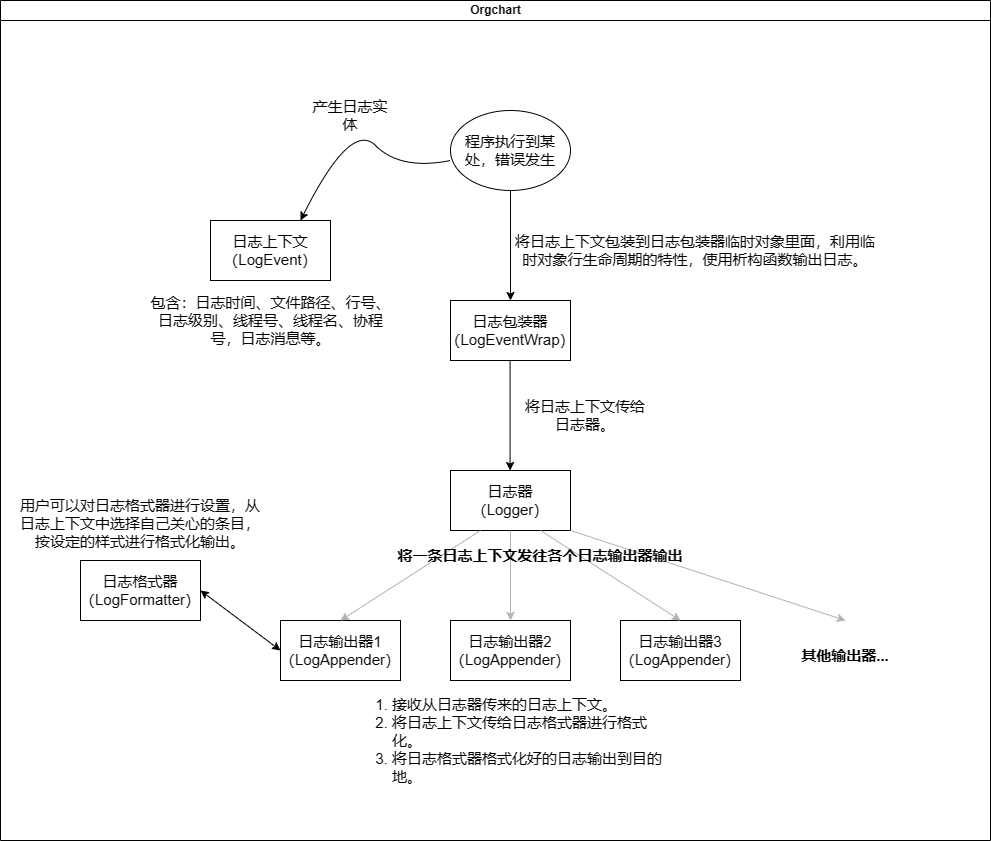 Orgchart
产生日志实
体
程序执行到某
处，错误发生
日志上下文
(LogEvent)
将日志上下文包装到日志包装器临时对象里面，利用临
时对象行生命周期的特性，使用析构函数输出日志。
包含：日志时间、文件路径、行号、
日志级别、线程号、线程名、协程
号，日志消息等。
日志包装器
(LogEventWrap)
将日志上下文传给
日志器。
日志器
(Logger)
用户可以对日志格式器进行设置，从
日志上下文中选择自己关心的条目，
按设定的样式进行格式化输出。
将一条日志上下文发往各个日志输出器输出
日志格式器
(LogFormatter)
日志输出器1
(LogAppender)
日志输出器2
(LogAppender)
日志输出器3
(LogAppender)
其他输出器...
1. 接收从日志器传来的日志上下文。
2. 将日志上下文传给日志格式器进行格式
化。
3. 将日志格式器格式化好的日志输出到目的
地。